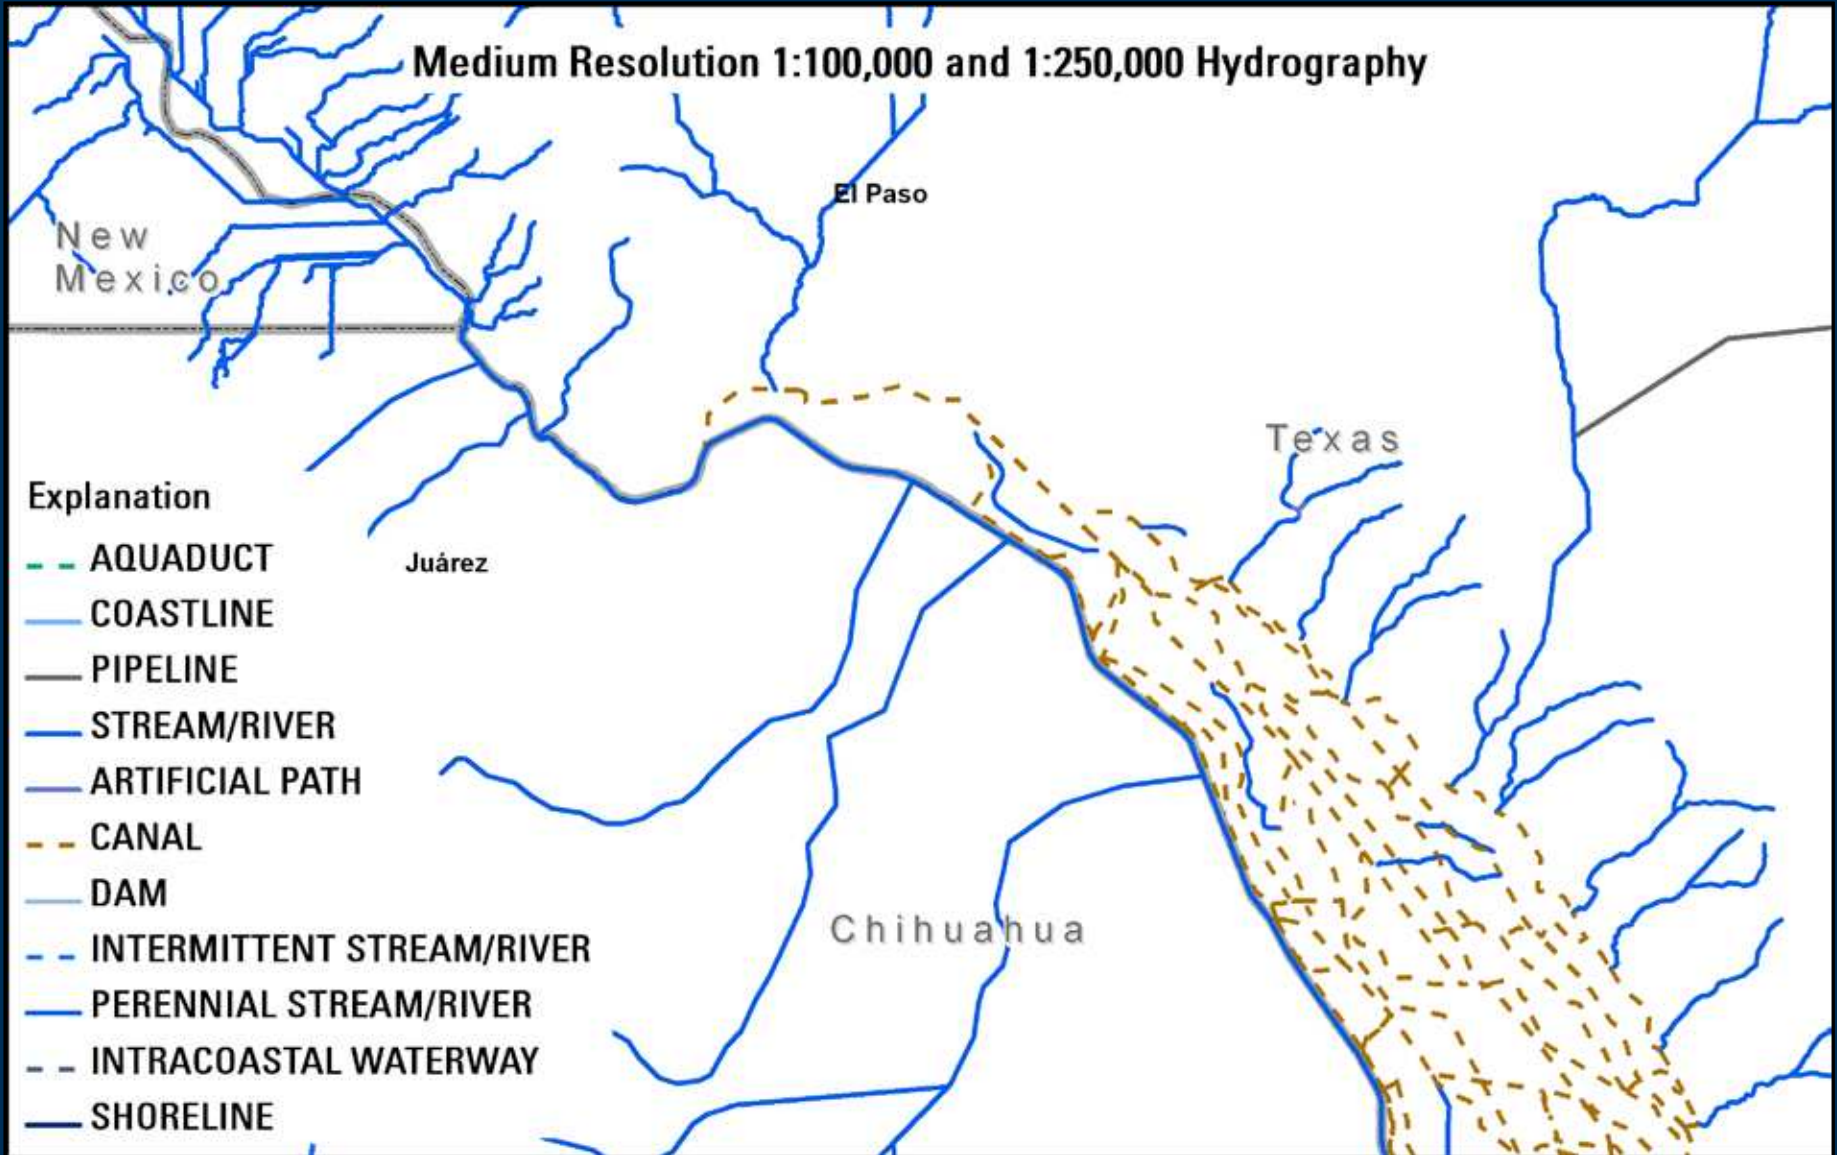 Medium Resolution 1:100,000 and 1:250,000 Hydrography
El Paso
New
Mexico
Texas
Explanation
AQUADUCT
Juárez
COASTLINE
PIPELINE
STREAM/RIVER
ARTIFICIAL PATH
CANAL
DAM
Chihuahua
INTERMITTENT STREAM/RIVER
PERENNIAL STREAM/RIVER
INTRACOASTAL WATERWAY
SHORELINE